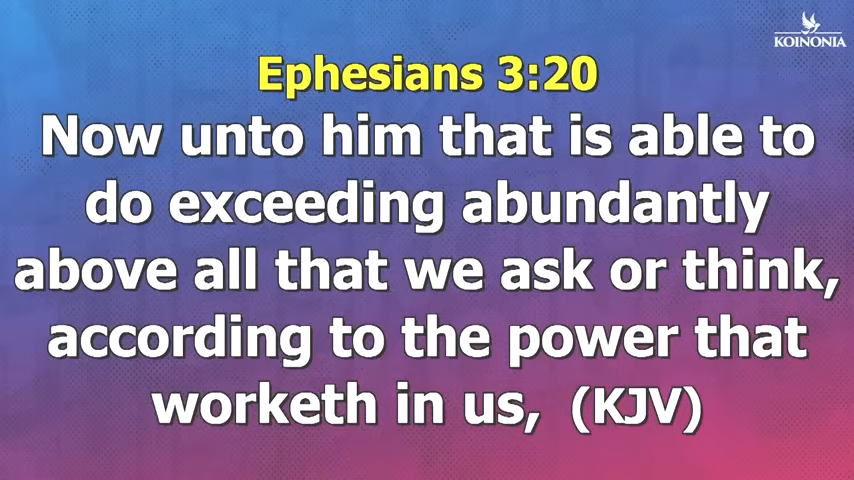 KOINONIA
Ephesians 3:20
Now unto him that is able to
do exceeding abundantly
above all that we ask or think,
according to the power that
worketh in us, (KJV)